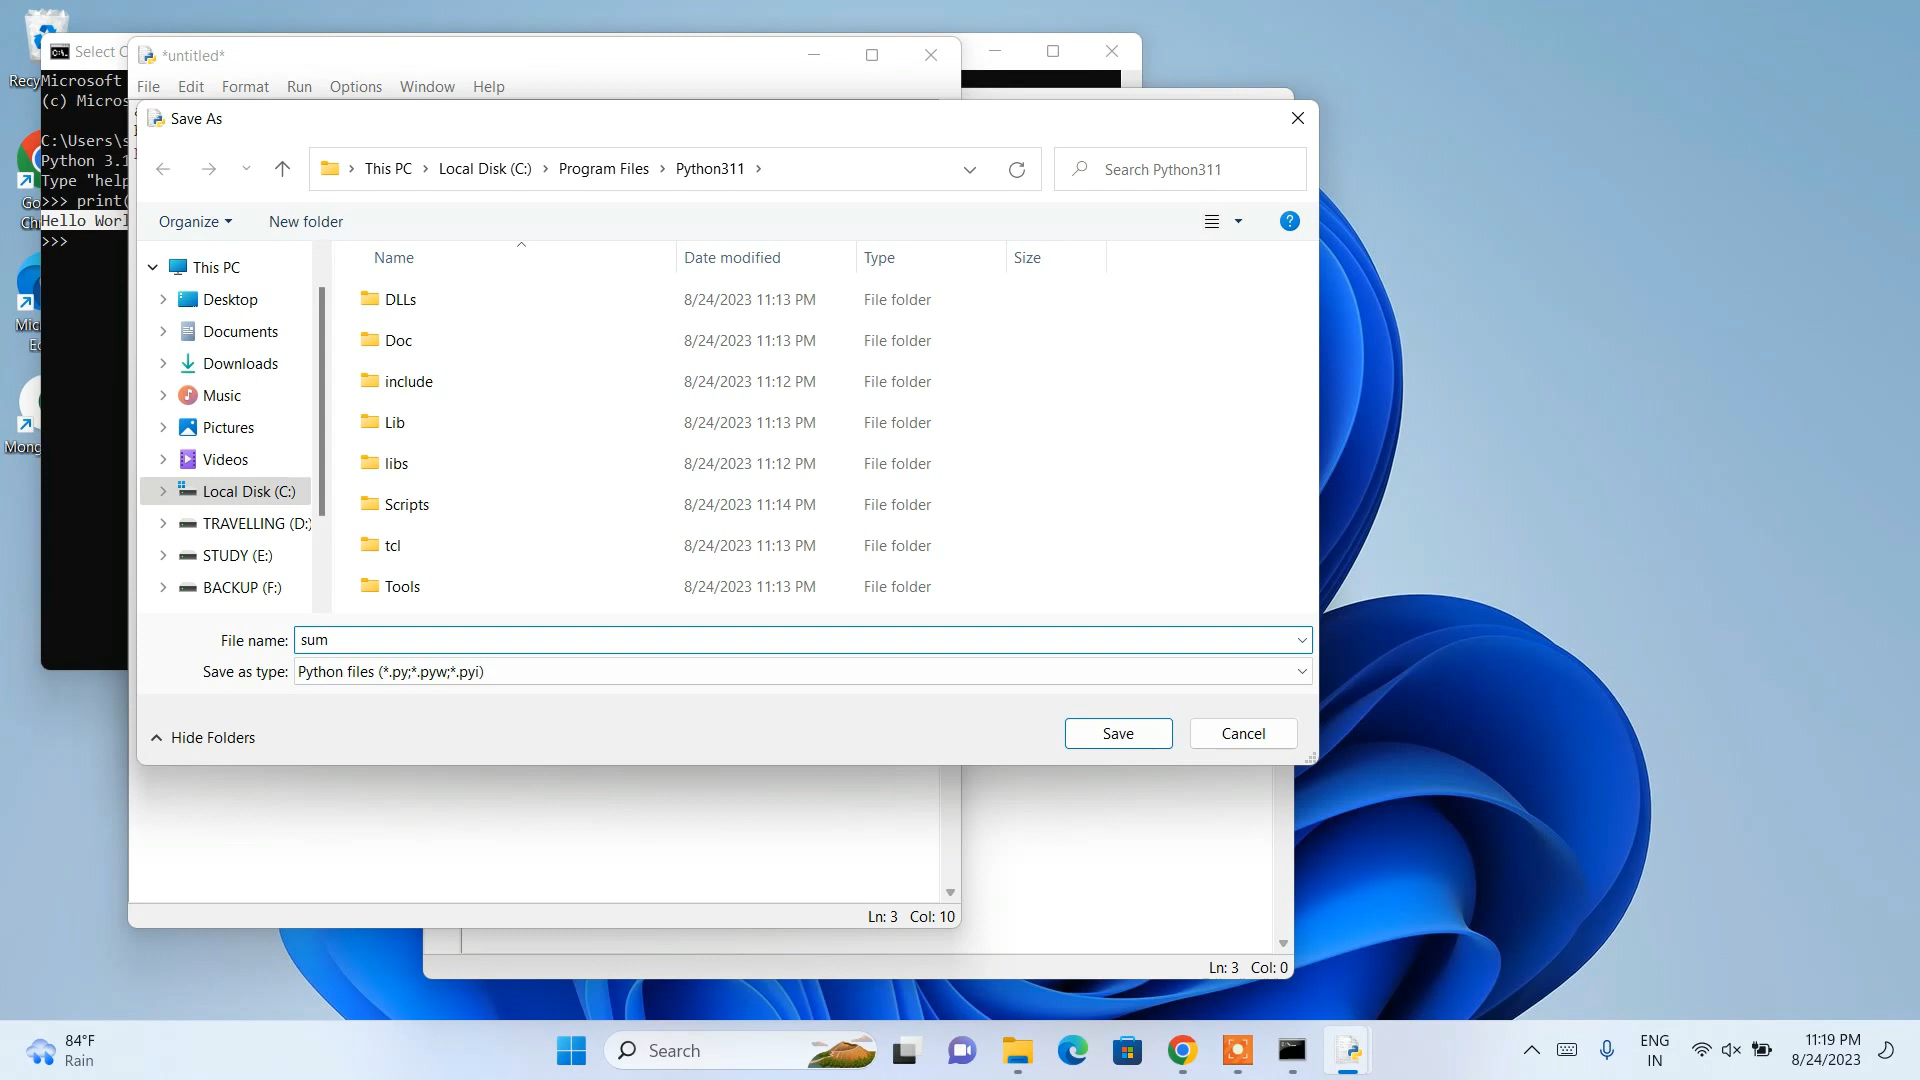 Select
*untitled*
File Edit Format Run Options Window Help
Microsoft
(c) Micros
C:\Users\s
Python 3.1
Type "help
>>> print(
Hello Worl
>>>
Save As
This PC
Local Disk (C:)
Program Files
Python311
Search Python311
Organize
New folder
?
Name Date modified Type Size
This PC
Desktop
Documents
Downloads
Music
Pictures
Videos
Local Disk (C:)
TRAVELLING (D:)
STUDY (E:)
BACKUP (F:)
DLLs 8/24/2023 11:13 PM File folder
Doc 8/24/2023 11:13 PM File folder
include 8/24/2023 11:12 PM File folder
Lib 8/24/2023 11:13 PM File folder
libs 8/24/2023 11:12 PM File folder
Scripts 8/24/2023 11:14 PM File folder
tcl 8/24/2023 11:13 PM File folder
Tools 8/24/2023 11:13 PM File folder
File name: sum
Save as type: Python files (*.py;*.pyw;*.pyi)
Hide Folders
Save
Cancel
Ln: 3 Col: 10
Ln: 3 Col: 0
Recy
Go
Ch
Mic
Ed
Mong
84°F
Rain
Search
ENG
IN
11:19 PM
8/24/2023